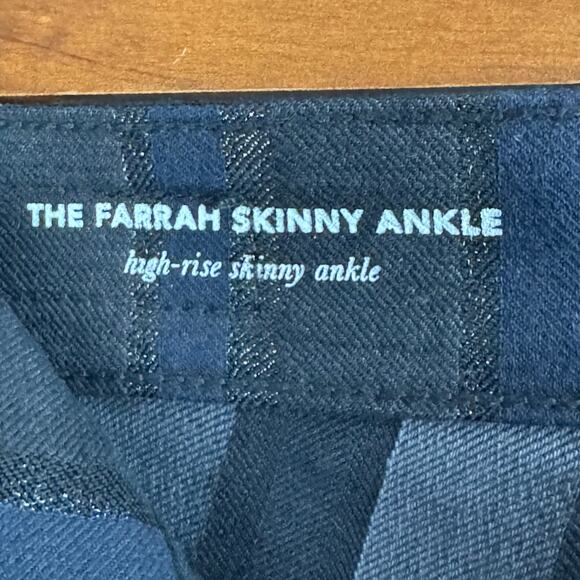 THE FARRAH SKINNY ANKLE
high-rise skinny ankle